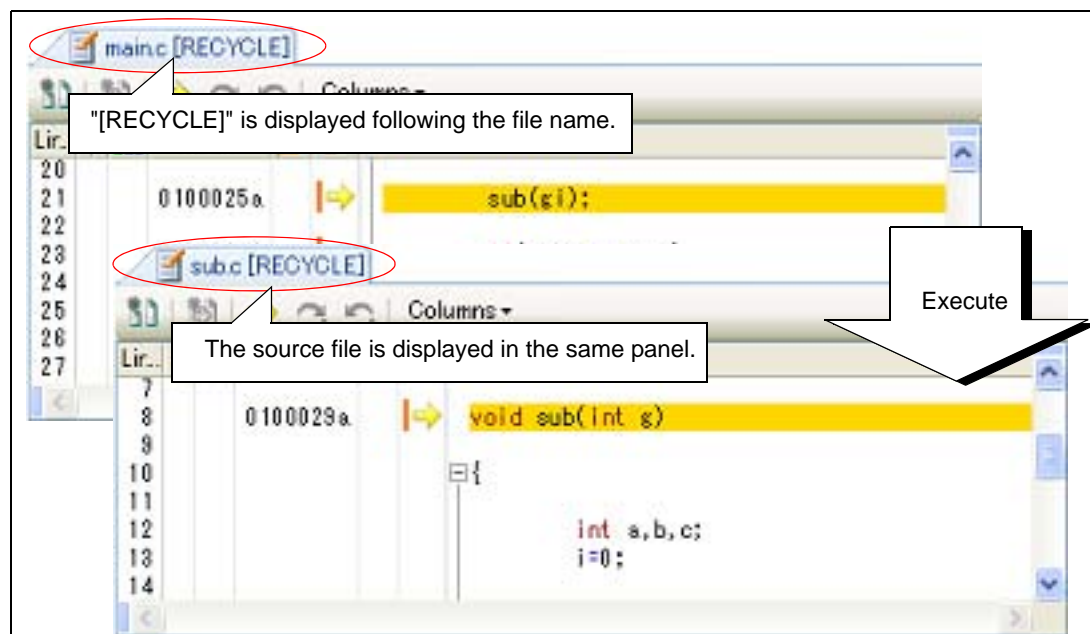 main.c [RECYCLE]
Columns
"[RECYCLE]" is displayed following the file name.
Lir...
20
21 0100025a sub(gi);
22
23
24
25
26
27
sub.c [RECYCLE]
Columns
The source file is displayed in the same panel.
Lir...
7
8 0100029a void sub(int g)
9
10 {
11
12 int a,b,c;
13 i=0;
14
Execute